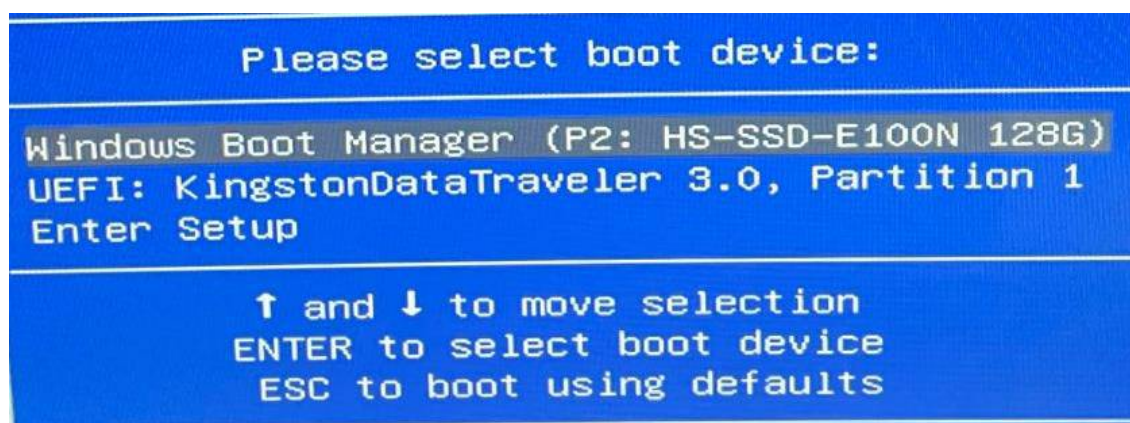 Please select boot device:
Windows Boot Manager (P2: HS-SSD-E100N 128G)
UEFI: KingstonDataTraveler 3.0, Partition 1
Enter Setup
↑ and ↓ to move selection
ENTER to select boot device
ESC to boot using defaults